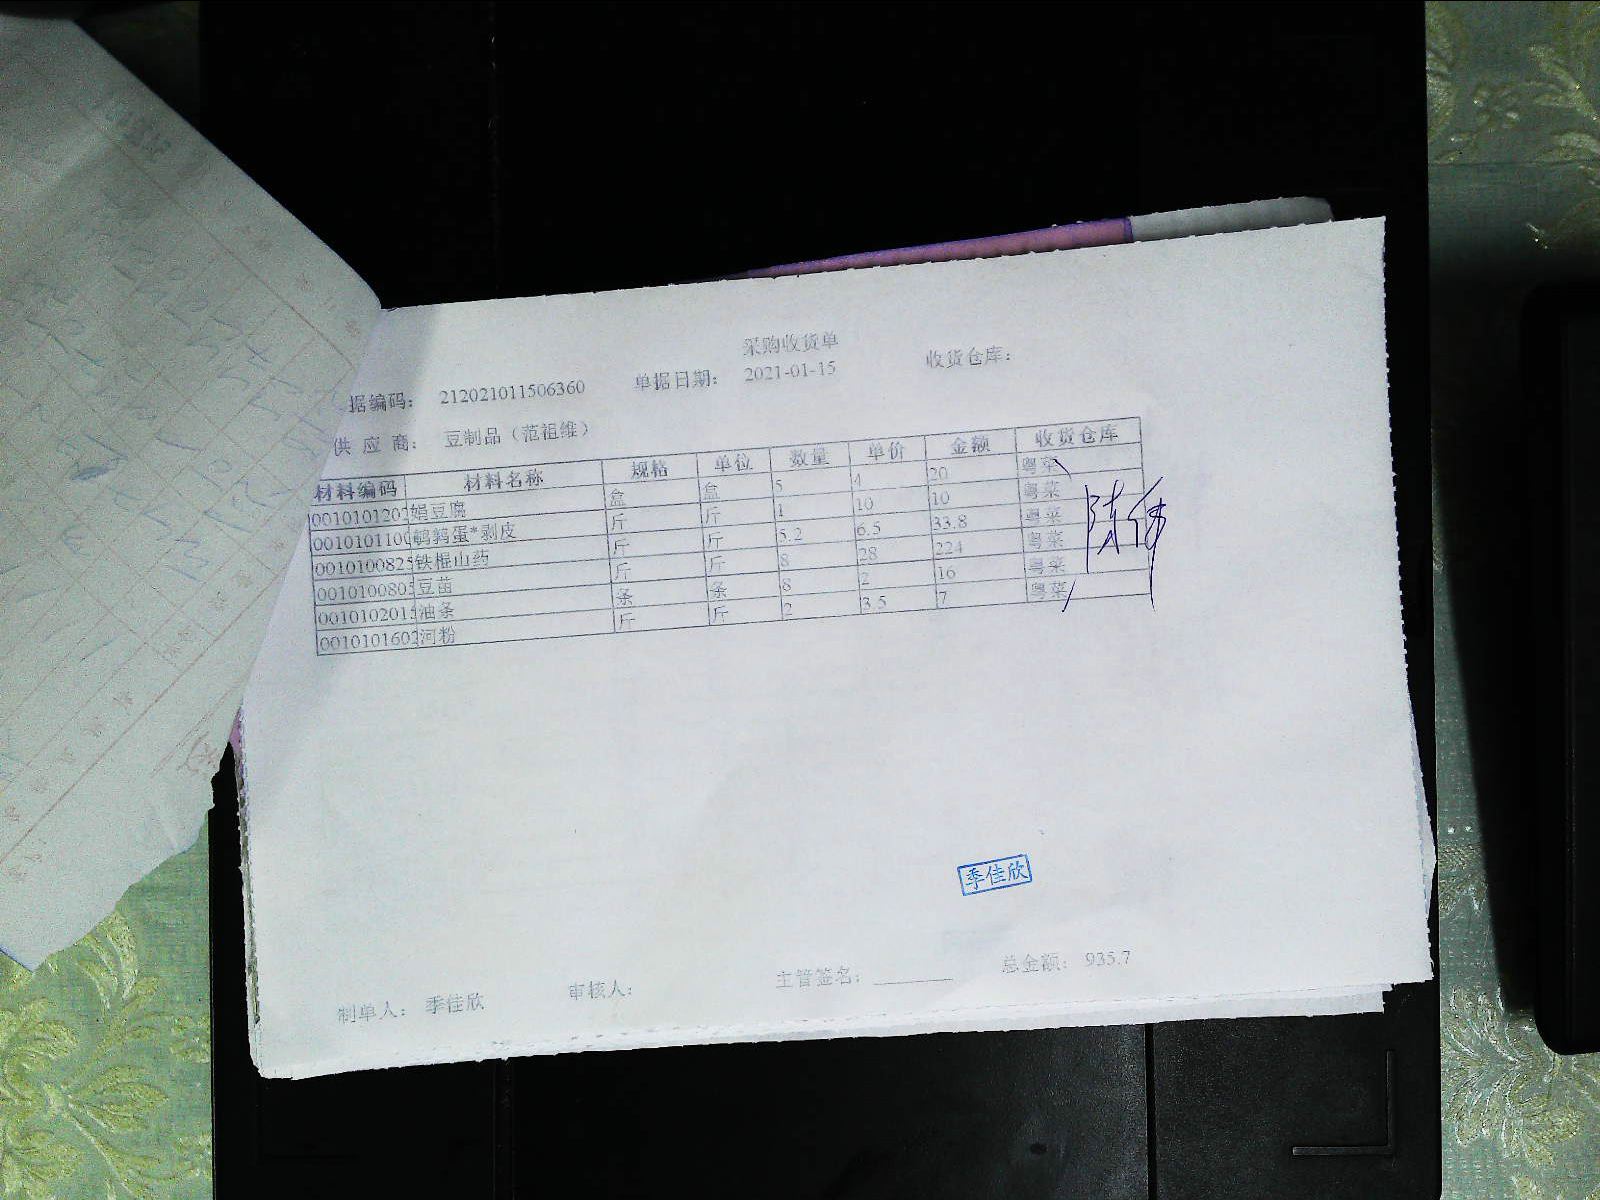 采购收货单
据编码: 212021011506360 单据日期: 2021-01-15 收货仓库:
供 应 商: 豆制品（范祖维）
材料编码 材料名称 规格 单位 数量 单价 金额 收货仓库
0010101202 娟豆腐 盒 盒 5 4 20 粤菜
0010101100 鹌鹑蛋*剥皮 斤 斤 1 10 10 粤菜
0010100825 铁棍山药 斤 斤 5.2 6.5 33.8 粤菜
0010100805 豆苗 斤 斤 8 28 224 粤菜
0010102015 油条 条 条 8 2 16 粤菜
0010101602 河粉 斤 斤 2 3.5 7 粤菜
陈伟
季佳欣
制单人: 季佳欣 审核人: 主管签名: 总金额: 935.7